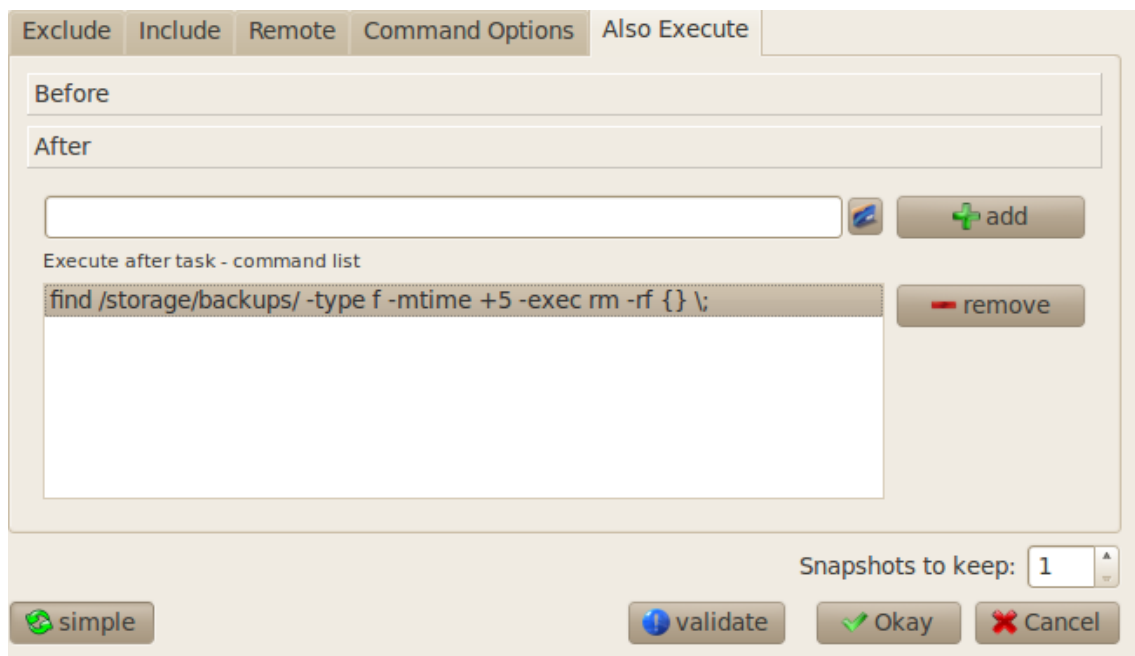 Exclude Include Remote Command Options Also Execute
Before
After
add
Execute after task - command list
find /storage/backups/ -type f -mtime +5 -exec rm -rf {} \;
remove
Snapshots to keep: 1
simple validate Okay Cancel